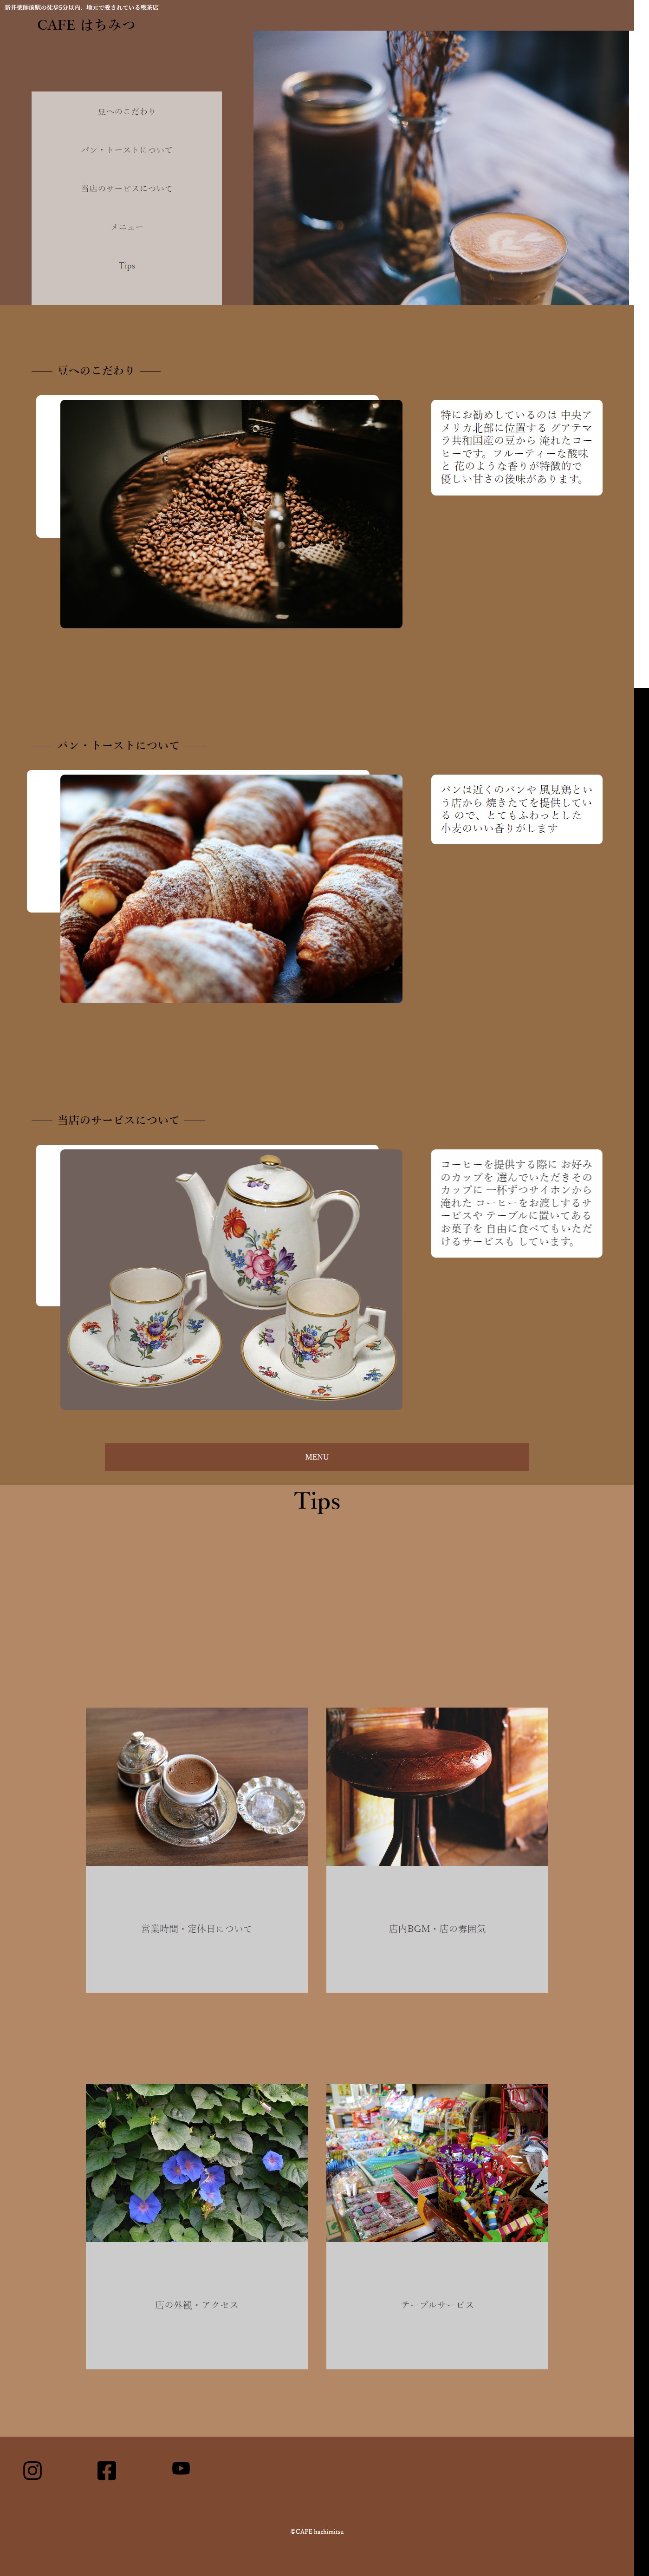 新井薬師前駅の徒歩5分以内、地元で愛されている喫茶店
CAFE はちみつ
豆へのこだわり
パン・トーストについて
当店のサービスについて
メニュー
Tips
豆へのこだわり
特にお勧めしているのは 中央ア
メリカ北部に位置する グアテマ
ラ共和国産の豆から 淹れたコー
ヒーです。フルーティーな酸味
と 花のような香りが特徴的で
優しい甘さの後味があります。
パン・トーストについて
パンは近くのパンや 風見鶏とい
う店から 焼きたてを提供してい
る ので、とてもふわっとした
小麦のいい香りがします
当店のサービスについて
コーヒーを提供する際に お好み
のカップを 選んでいただきその
カップに 一杯ずつサイホンから
淹れた コーヒーをお渡しするサ
ービスや テーブルに置いてある
お菓子を 自由に食べてもいただ
けるサービスも しています。
MENU
Tips
営業時間・定休日について
店内BGM・店の雰囲気
店の外観・アクセス
テーブルサービス
©CAFE hachimitsu